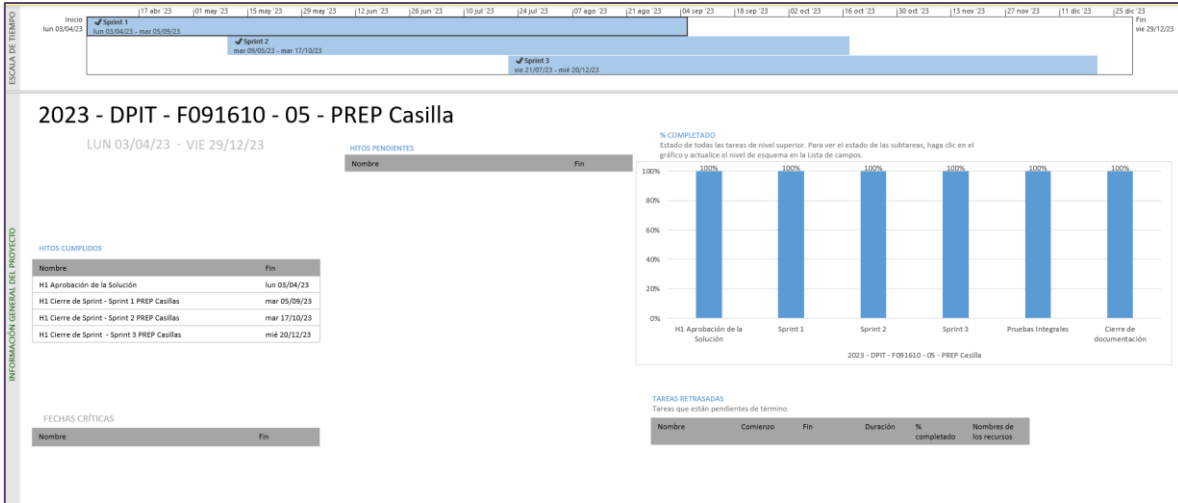 ESCALA DE TIEMPO
17 abr '23 01 may '23 15 may '23 29 may '23 12 jun '23 26 jun '23 10 jul '23 24 jul '23 07 ago '23 21 ago '23 04 sep '23 18 sep '23 02 oct '23 16 oct '23 30 oct '23 13 nov '23 27 nov '23 11 dic '23 25 dic '23
Inicio
lun 03/04/23
Sprint 1
lun 03/04/23 - mar 05/09/23
Fin
vie 29/12/23
Sprint 2
mar 09/05/23 - mar 17/10/23
Sprint 3
vie 21/07/23 - mié 20/12/23
INFORMACIÓN GENERAL DEL PROYECTO
2023 - DPIT - F091610 - 05 - PREP Casilla
LUN 03/04/23 - VIE 29/12/23
HITOS PENDIENTES
Nombre Fin
HITOS CUMPLIDOS
Nombre Fin
H1 Aprobación de la Solución lun 03/04/23
H1 Cierre de Sprint - Sprint 1 PREP Casillas mar 05/09/23
H1 Cierre de Sprint - Sprint 2 PREP Casillas mar 17/10/23
H1 Cierre de Sprint - Sprint 3 PREP Casillas mié 20/12/23
FECHAS CRÍTICAS
Nombre Fin
% COMPLETADO
Estado de todas las tareas de nivel superior. Para ver el estado de las subtareas, haga clic en el
gráfico y actualice el nivel de esquema en la Lista de campos.
100% 100% 100% 100% 100% 100%
100%
80%
60%
40%
20%
0%
H1 Aprobación de la Sprint 1 Sprint 2 Sprint 3 Pruebas Integrales Cierre de
Solución documentación
2023 - DPIT - F091610 - 05 - PREP Casilla
TAREAS RETRASADAS
Tareas que están pendientes de término.
Nombre Comienzo Fin Duración % Nombres de
completado los recursos